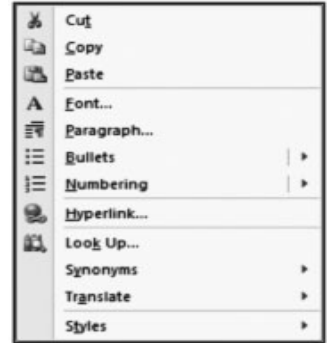 Cut
Copy
Paste
Font...
Paragraph...
Bullets
Numbering
Hyperlink...
Look Up...
Synonyms
Translate
Styles